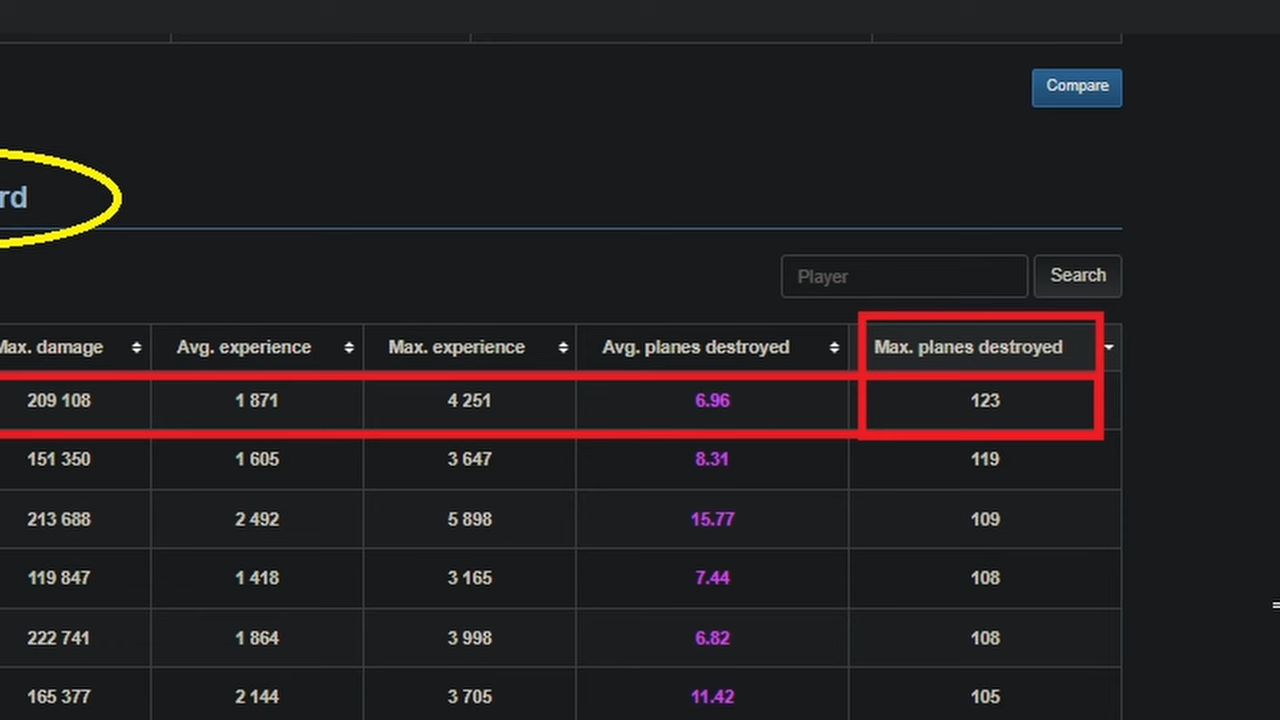 Compare
rd
Player
Search
Max. damage Avg. experience Max. experience Avg. planes destroyed Max. planes destroyed
209 108 1 871 4 251 6.96 123
151 350 1 605 3 647 8.31 119
213 688 2 492 5 898 15.77 109
119 847 1 418 3 165 7.44 108
222 741 1 864 3 998 6.82 108
165 377 2 144 3 705 11.42 105